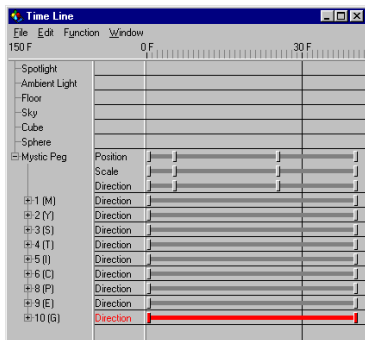 Time Line
File Edit Function Window
150 F 0 F 30 F
Spotlight
Ambient Light
Floor
Sky
Cube
Sphere
Mystic Peg Position
Scale
Direction
1 (M) Direction
2 (Y) Direction
3 (S) Direction
4 (T) Direction
5 (I) Direction
6 (C) Direction
8 (P) Direction
9 (E) Direction
10 (G) Direction